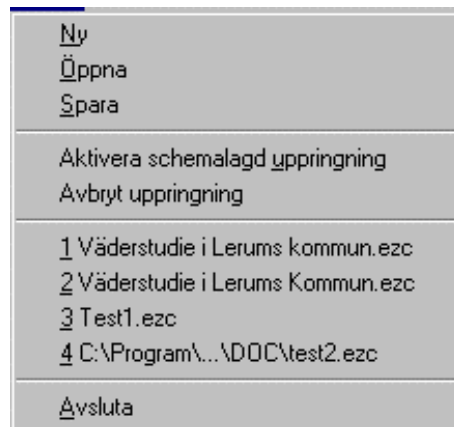 Ny
Öppna
Spara
Aktivera schemalagd uppringning
Avbryt uppringning
1 Väderstudie i Lerums kommun.ezc
2 Väderstudie i Lerums Kommun.ezc
3 Test1.ezc
4 C:\Program\...\DOC\test2.ezc
Avsluta